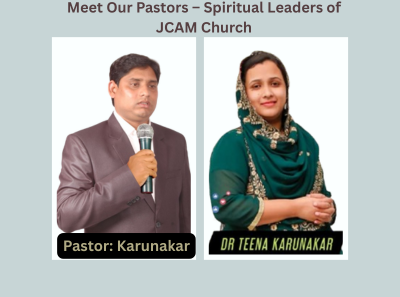 Meet Our Pastors – Spiritual Leaders of
JCAM Church
Pastor: Karunakar
DR TEENA KARUNAKAR